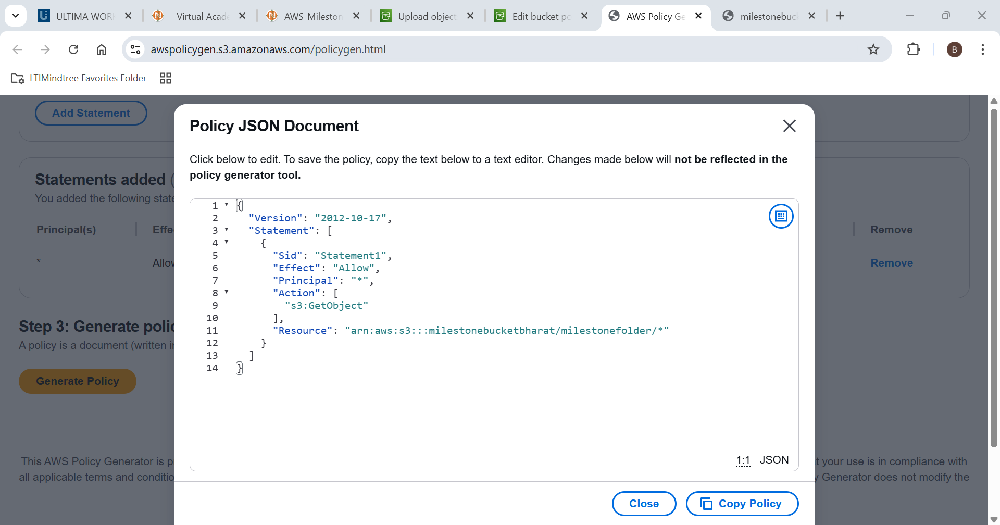 ULTIMA WOR
- Virtual Acad
AWS_Mileston
Upload object
Edit bucket po
AWS Policy Ge
milestonebuck
awspolicygen.s3.amazonaws.com/policygen.html
B
LTIMindtree Favorites Folder
Add Statement
Policy JSON Document
Click below to edit. To save the policy, copy the text below to a text editor. Changes made below will not be reflected in the
policy generator tool.
Statements added (
You added the following state
Principal(s)
Effe
Remove
*
Allow
Remove
1 {
2 "Version": "2012-10-17",
3 "Statement": [
4 {
5 "Sid": "Statement1",
6 "Effect": "Allow",
7 "Principal": "*",
8 "Action": [
9 "s3:GetObject"
10 ],
11 "Resource": "arn:aws:s3:::milestonebucketbharat/milestonefolder/*"
12 }
13 ]
14 }
1:1 JSON
Step 3: Generate polic
A policy is a document (written in
Generate Policy
This AWS Policy Generator is p
t your use is in compliance with
all applicable terms and conditio
y Generator does not modify the
Close
Copy Policy